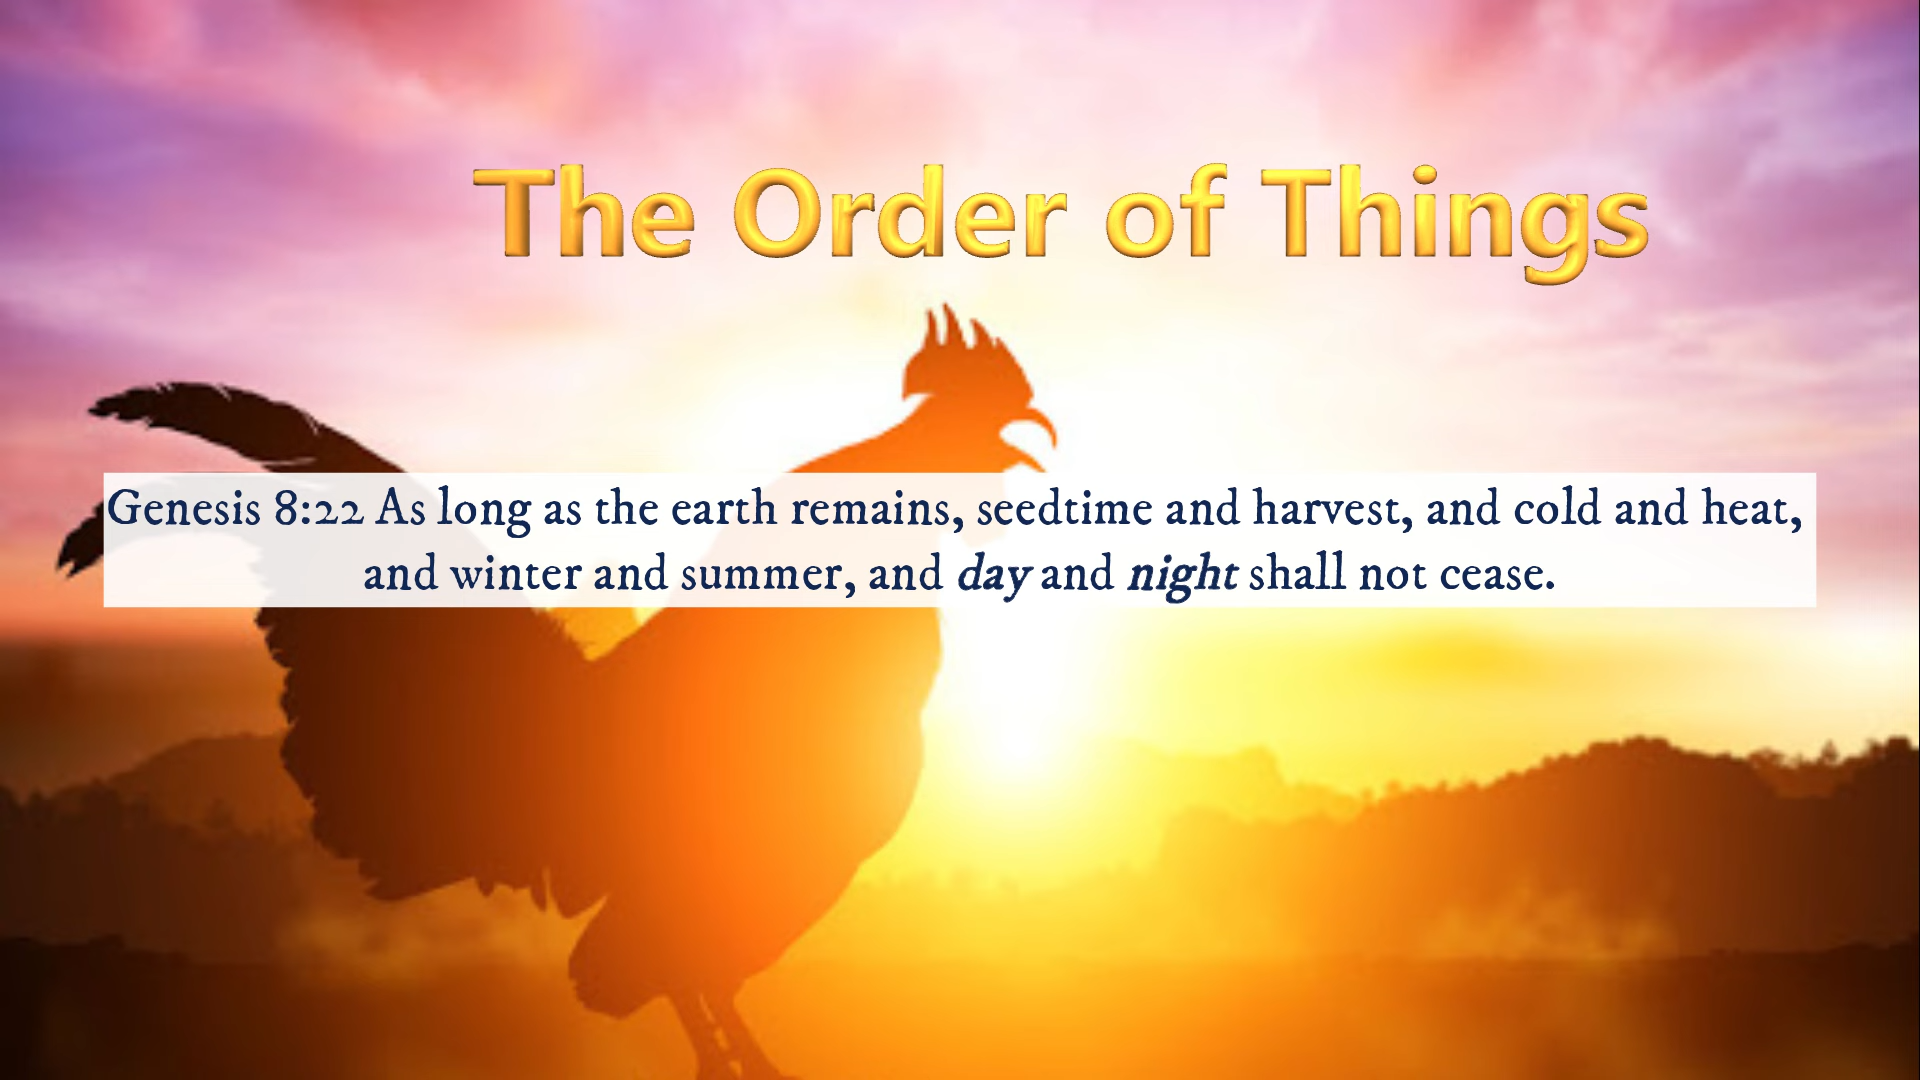 The Order of Things
Genesis 8:22 As long as the earth remains, seedtime and harvest, and cold and heat,
and winter and summer, and day and night shall not cease.